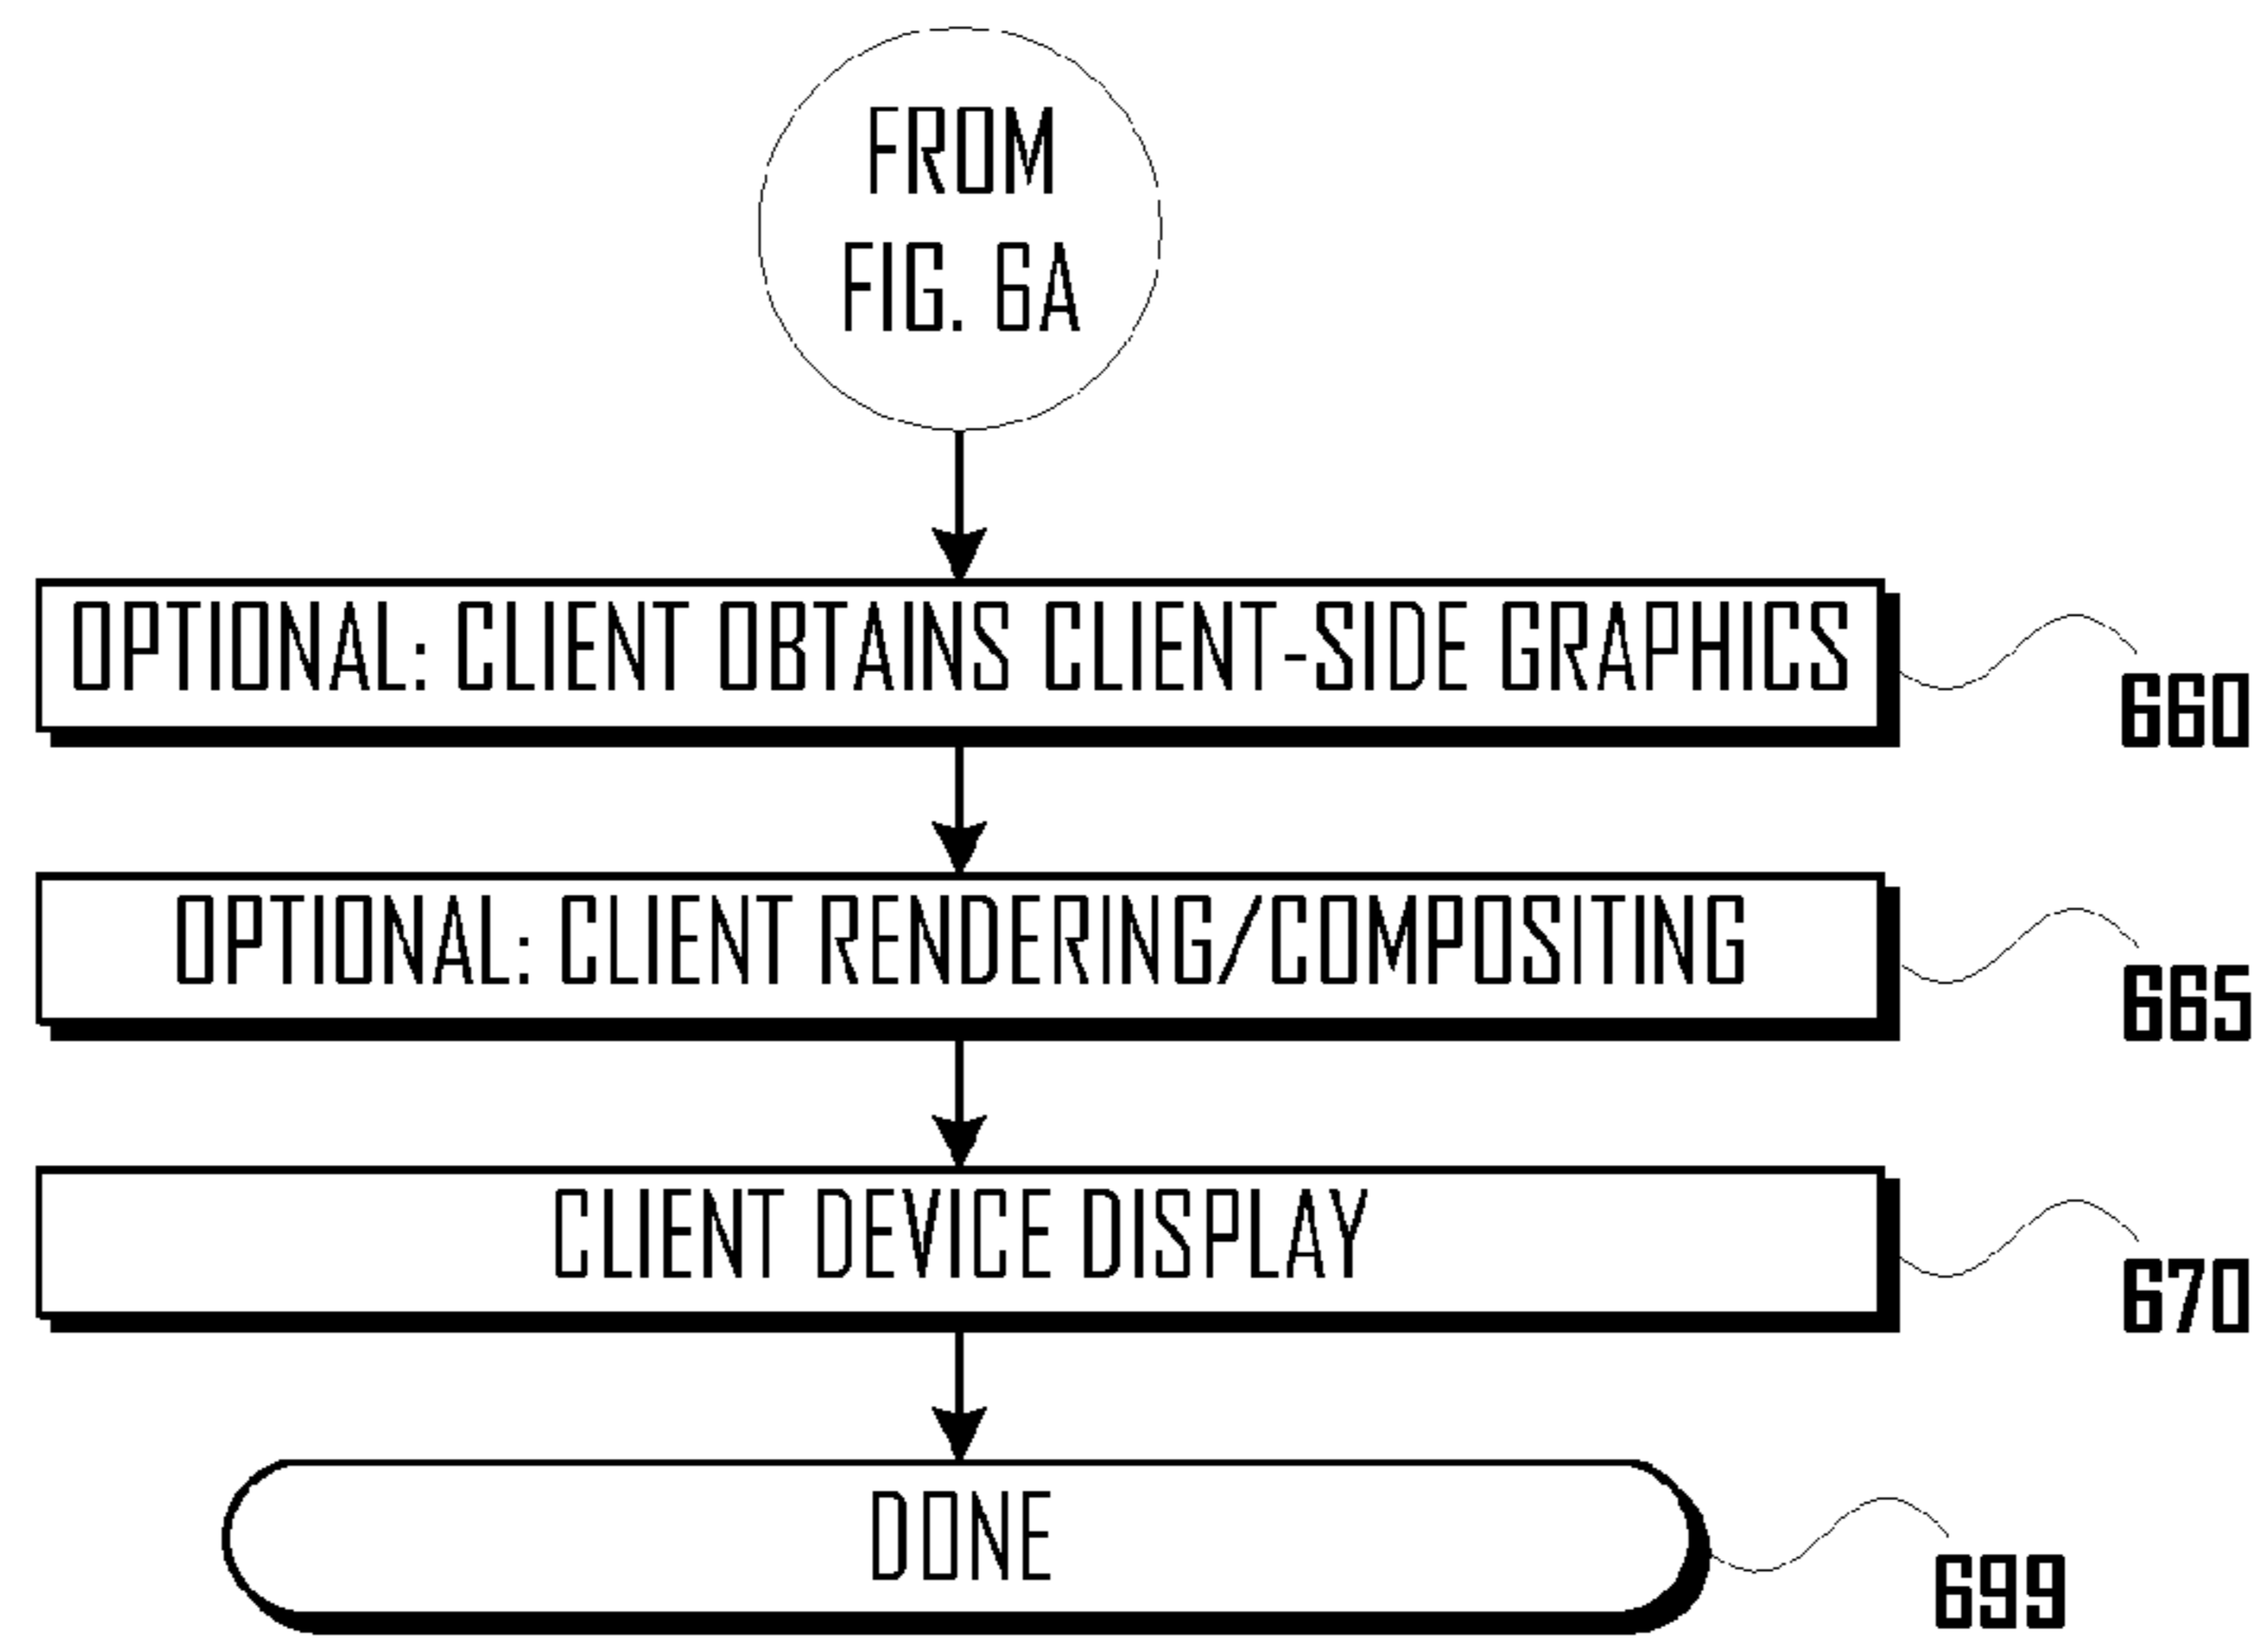 FROM
FIG. 6A
OPTIONAL: CLIENT OBTAINS CLIENT-SIDE GRAPHICS
660
OPTIONAL: CLIENT RENDERING/COMPOSITING
665
CLIENT DEVICE DISPLAY
670
DONE
699